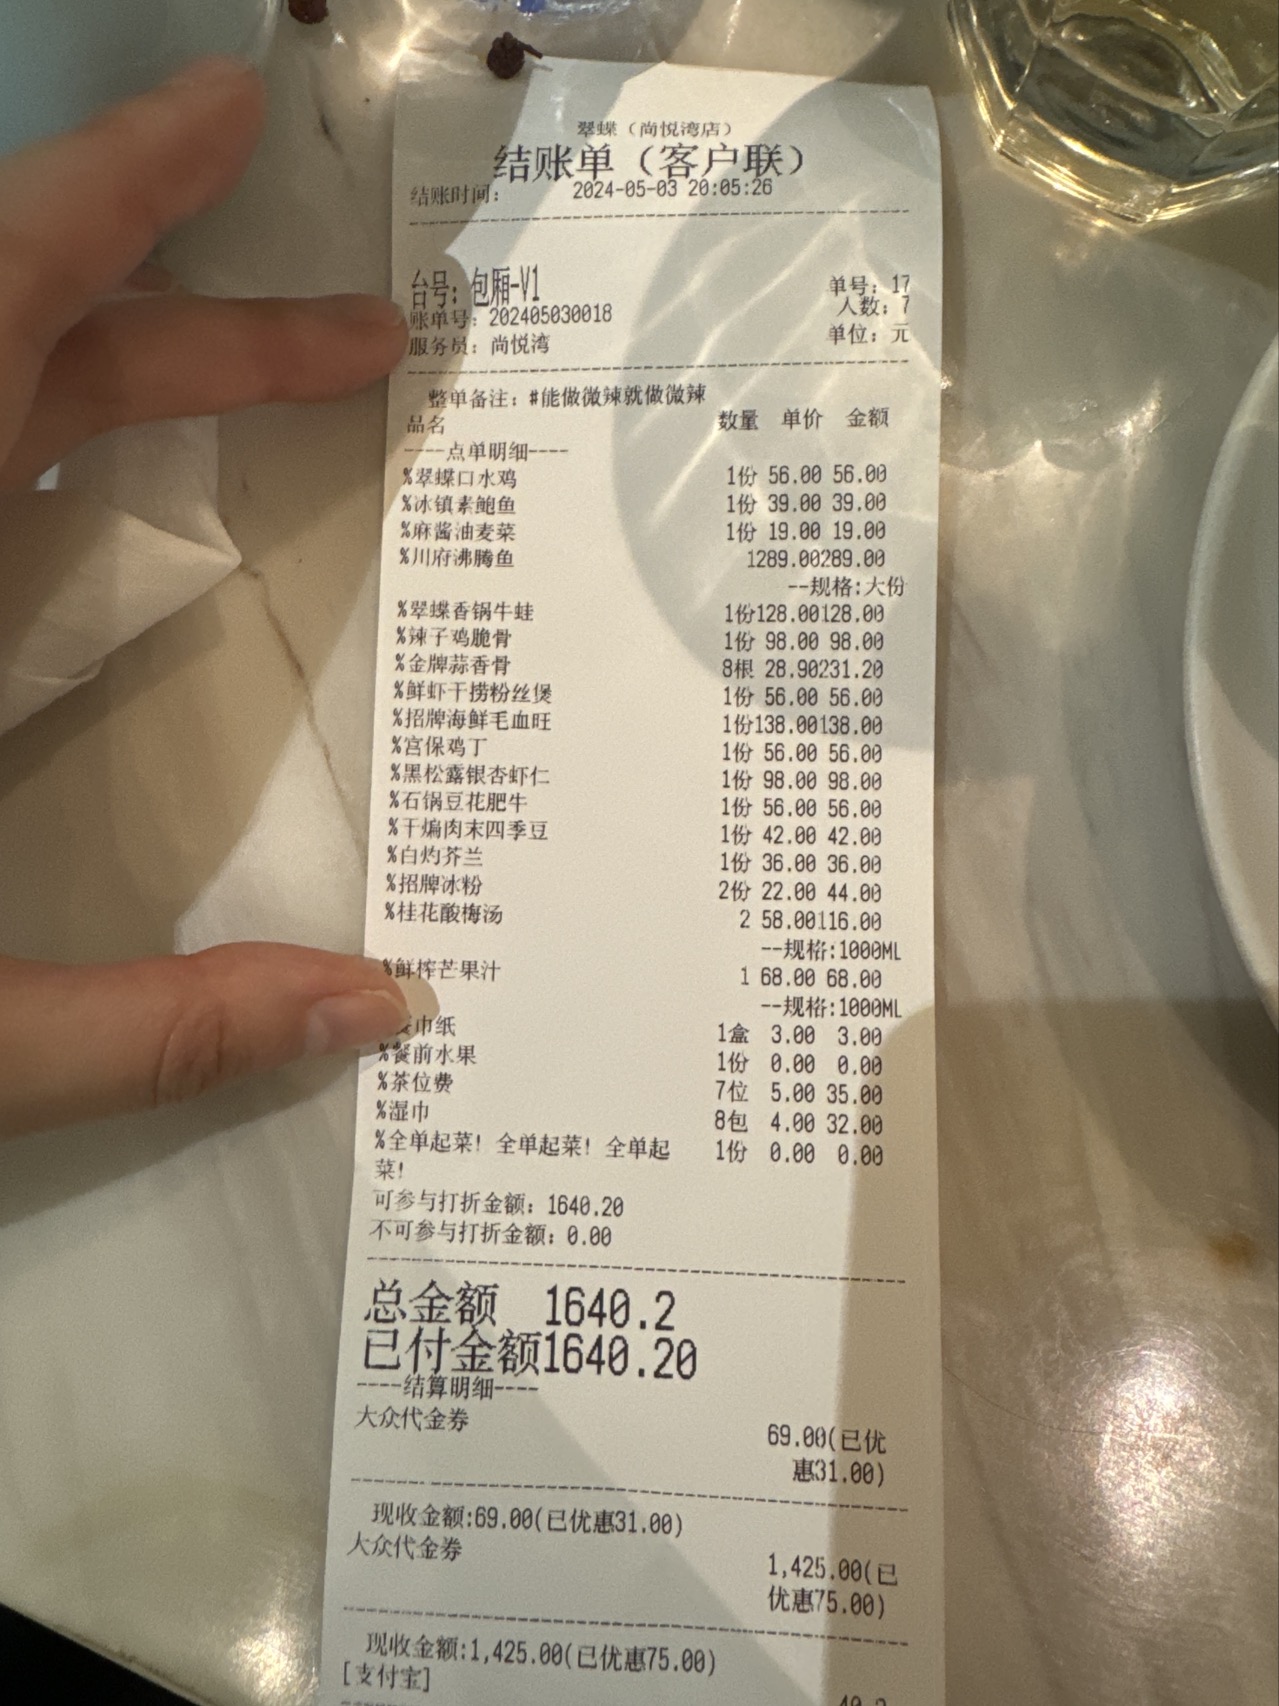 翠蝶（尚悦湾店）
结账单（客户联）
结账时间： 2024-05-03 20:05:26
台号：包厢-V1 单号：17
账单号：202405030018 人数：7
服务员：尚悦湾 单位：元
整单备注：#能做微辣就做微辣
品名 数量 单价 金额
----点单明细----
%翠蝶口水鸡 1份 56.00 56.00
%冰镇素鲍鱼 1份 39.00 39.00
%麻酱油麦菜 1份 19.00 19.00
%川府沸腾鱼 1289.00289.00
--规格:大份
%翠蝶香锅牛蛙 1份128.00128.00
%辣子鸡脆骨 1份 98.00 98.00
%金牌蒜香骨 8根 28.90231.20
%鲜虾干捞粉丝煲 1份 56.00 56.00
%招牌海鲜毛血旺 1份138.00138.00
%宫保鸡丁 1份 56.00 56.00
%黑松露银杏虾仁 1份 98.00 98.00
%石锅豆花肥牛 1份 56.00 56.00
%干煸肉末四季豆 1份 42.00 42.00
%白灼芥兰 1份 36.00 36.00
%招牌冰粉 2份 22.00 44.00
%桂花酸梅汤 2 58.00116.00
--规格:1000ML
%鲜榨芒果汁 1 68.00 68.00
--规格:1000ML
巾纸 1盒 3.00 3.00
%餐前水果 1份 0.00 0.00
%茶位费 7位 5.00 35.00
%湿巾 8包 4.00 32.00
%全单起菜！全单起菜！全单起 1份 0.00 0.00
菜！
可参与打折金额：1640.20
不可参与打折金额：0.00
总金额 1640.2
已付金额1640.20
----结算明细----
大众代金券
69.00(已优
惠31.00)
现收金额:69.00(已优惠31.00)
大众代金券
1,425.00(已
优惠75.00)
现收金额:1,425.00(已优惠75.00)
[支付宝]